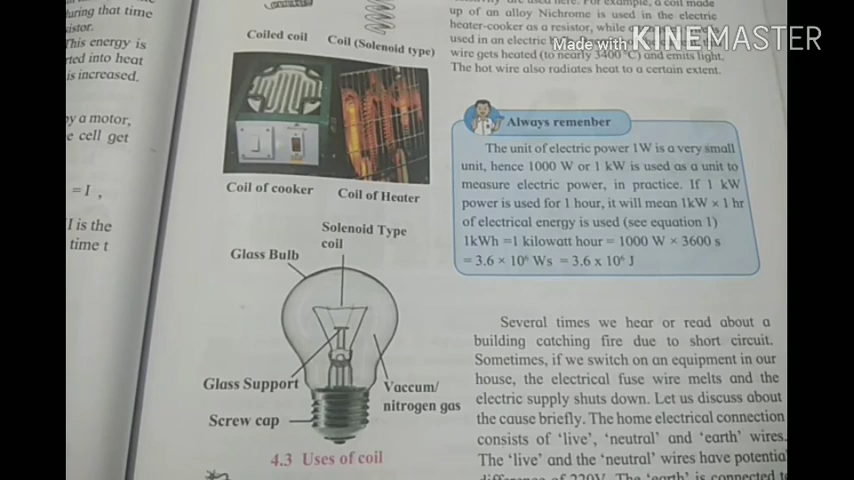 during that time
istor.
This energy is
rted into heat
is increased.
by a motor,
e cell get
= I ,
I is the
time t
Coiled coil
Coil (Solenoid type)
Coil of cooker
Coil of Heater
Solenoid Type
coil
Glass Bulb
Glass Support
Vaccum/
nitrogen gas
Screw cap
4.3 Uses of coil
are used here. For example, a coil made
up of an alloy Nichrome is used in the electric
heater-cooker as a resistor, while
used in an electric
wire gets heated (to nearly 3400 °C) and emits light.
The hot wire also radiates heat to a certain extent.
Made with KINEMASTER
Always remenber
The unit of electric power 1W is a very small
unit, hence 1000 W or 1 kW is used as a unit to
measure electric power, in practice. If 1 kW
power is used for 1 hour, it will mean 1kW × 1 hr
of electrical energy is used (see equation 1)
1kWh =1 kilowatt hour = 1000 W × 3600 s
= 3.6 × 10⁶ Ws = 3.6 x 10⁶ J
Several times we hear or read about a
building catching fire due to short circuit.
Sometimes, if we switch on an equipment in our
house, the electrical fuse wire melts and the
electric supply shuts down. Let us discuss about
the cause briefly. The home electrical connection
consists of 'live', 'neutral' and 'earth' wires.
The 'live' and the 'neutral' wires have potential
difference of 220V. The 'earth' is connected to